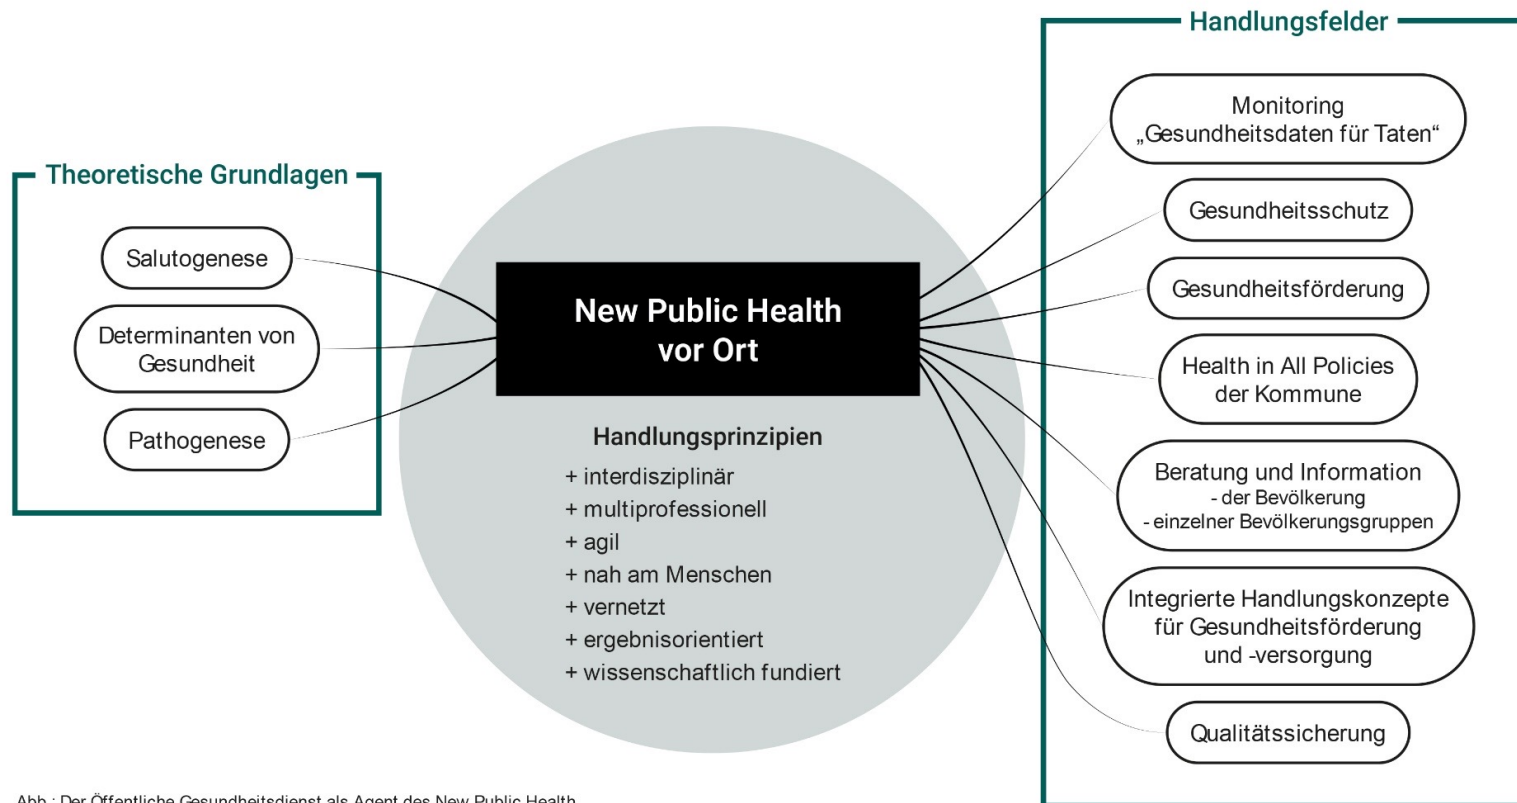 Theoretische Grundlagen
Salutogenese
Determinanten von
Gesundheit
Pathogenese
New Public Health
vor Ort
Handlungsprinzipien
+ interdisziplinär
+ multiprofessionell
+ agil
+ nah am Menschen
+ vernetzt
+ ergebnisorientiert
+ wissenschaftlich fundiert
Handlungsfelder
Monitoring
„Gesundheitsdaten für Taten“
Gesundheitsschutz
Gesundheitsförderung
Health in All Policies
der Kommune
Beratung und Information
- der Bevölkerung
- einzelner Bevölkerungsgruppen
Integrierte Handlungskonzepte
für Gesundheitsförderung
und -versorgung
Qualitätssicherung
Abb.: Der Öffentliche Gesundheitsdienst als Agent des New Public Health